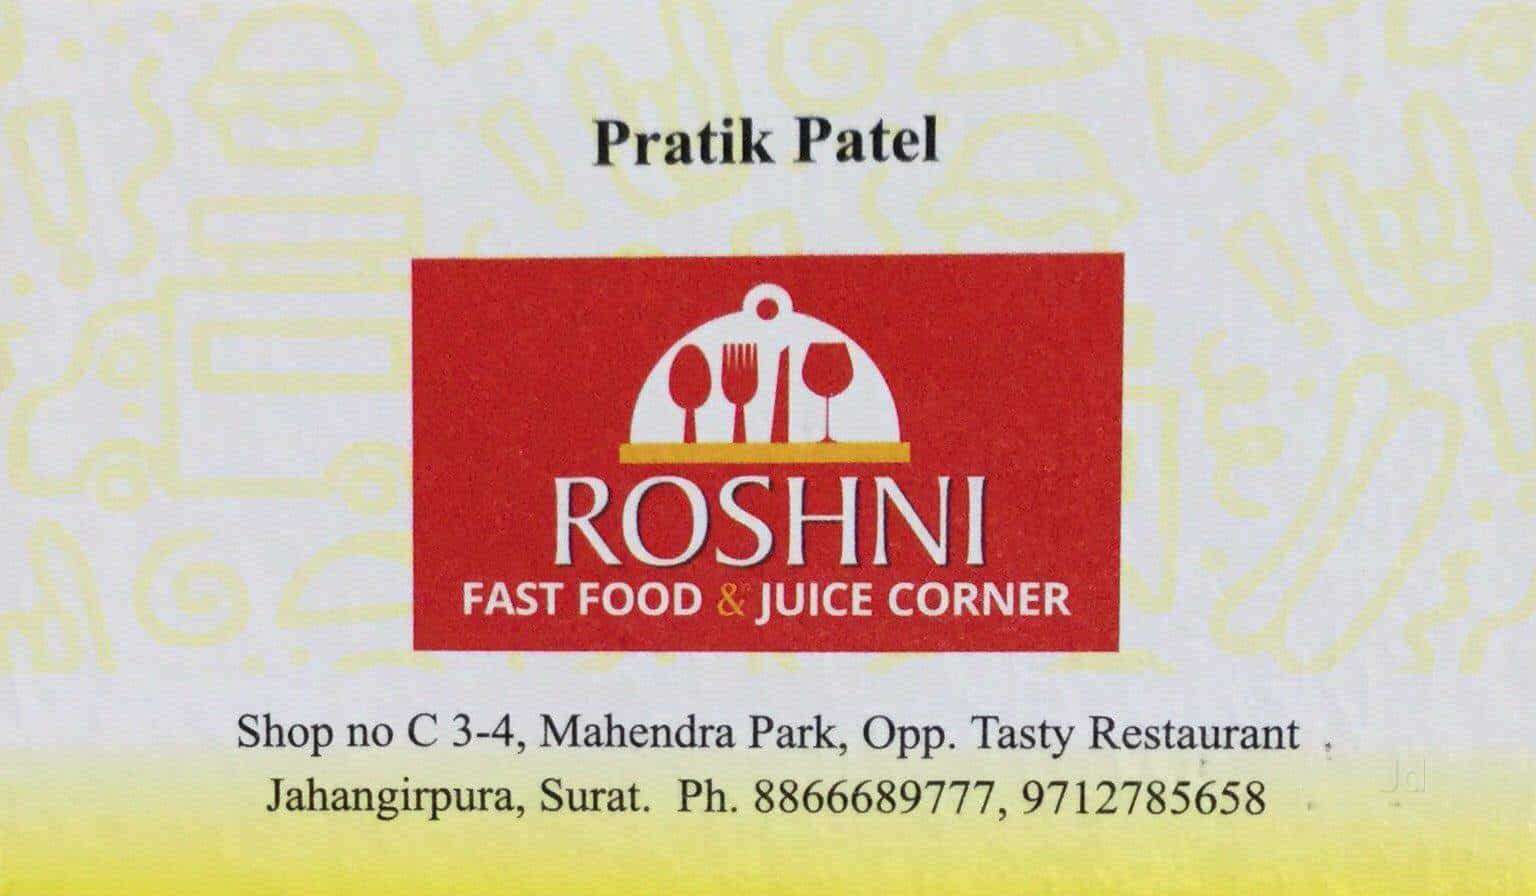 Pratik Patel
ROSHNI
FAST FOOD & JUICE CORNER
Shop no C 3-4, Mahendra Park, Opp. Tasty Restaurant .
Jahangirpura, Surat. Ph. 8866689777, 9712785658
Jd